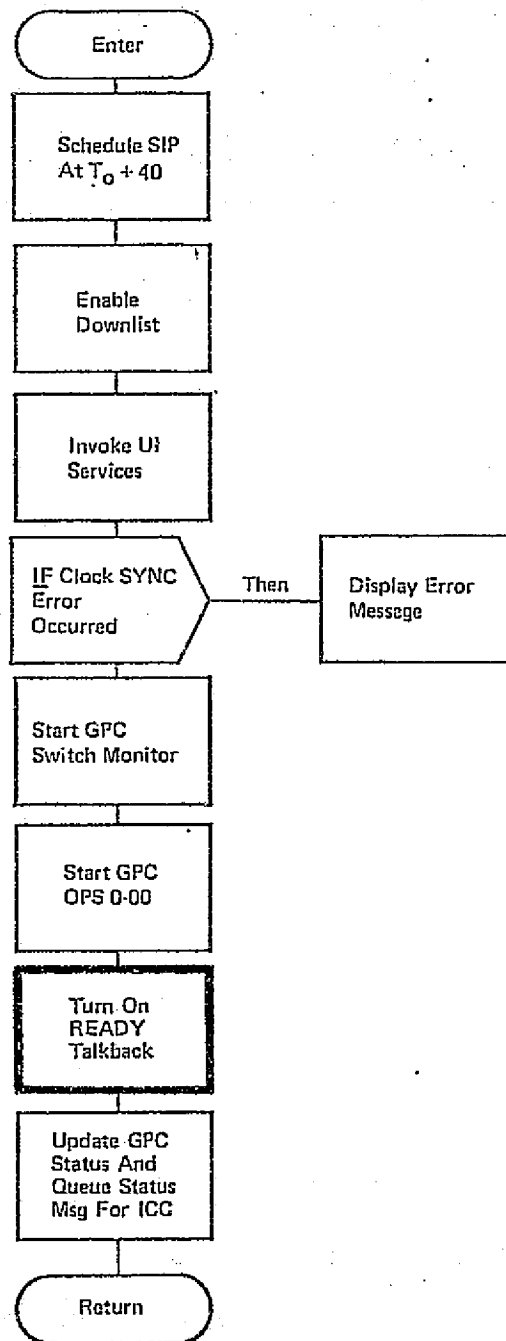 Enter
Schedule SIP
At To + 40
Enable
Downlist
Invoke UI
Services
IF Clock SYNC
Error
Occurred
Then
Display Error
Message
Start GPC
Switch Monitor
Start GPC
OPS 0-00
Turn On
READY
Talkback
Update GPC
Status And
Queue Status
Msg For ICC
Return